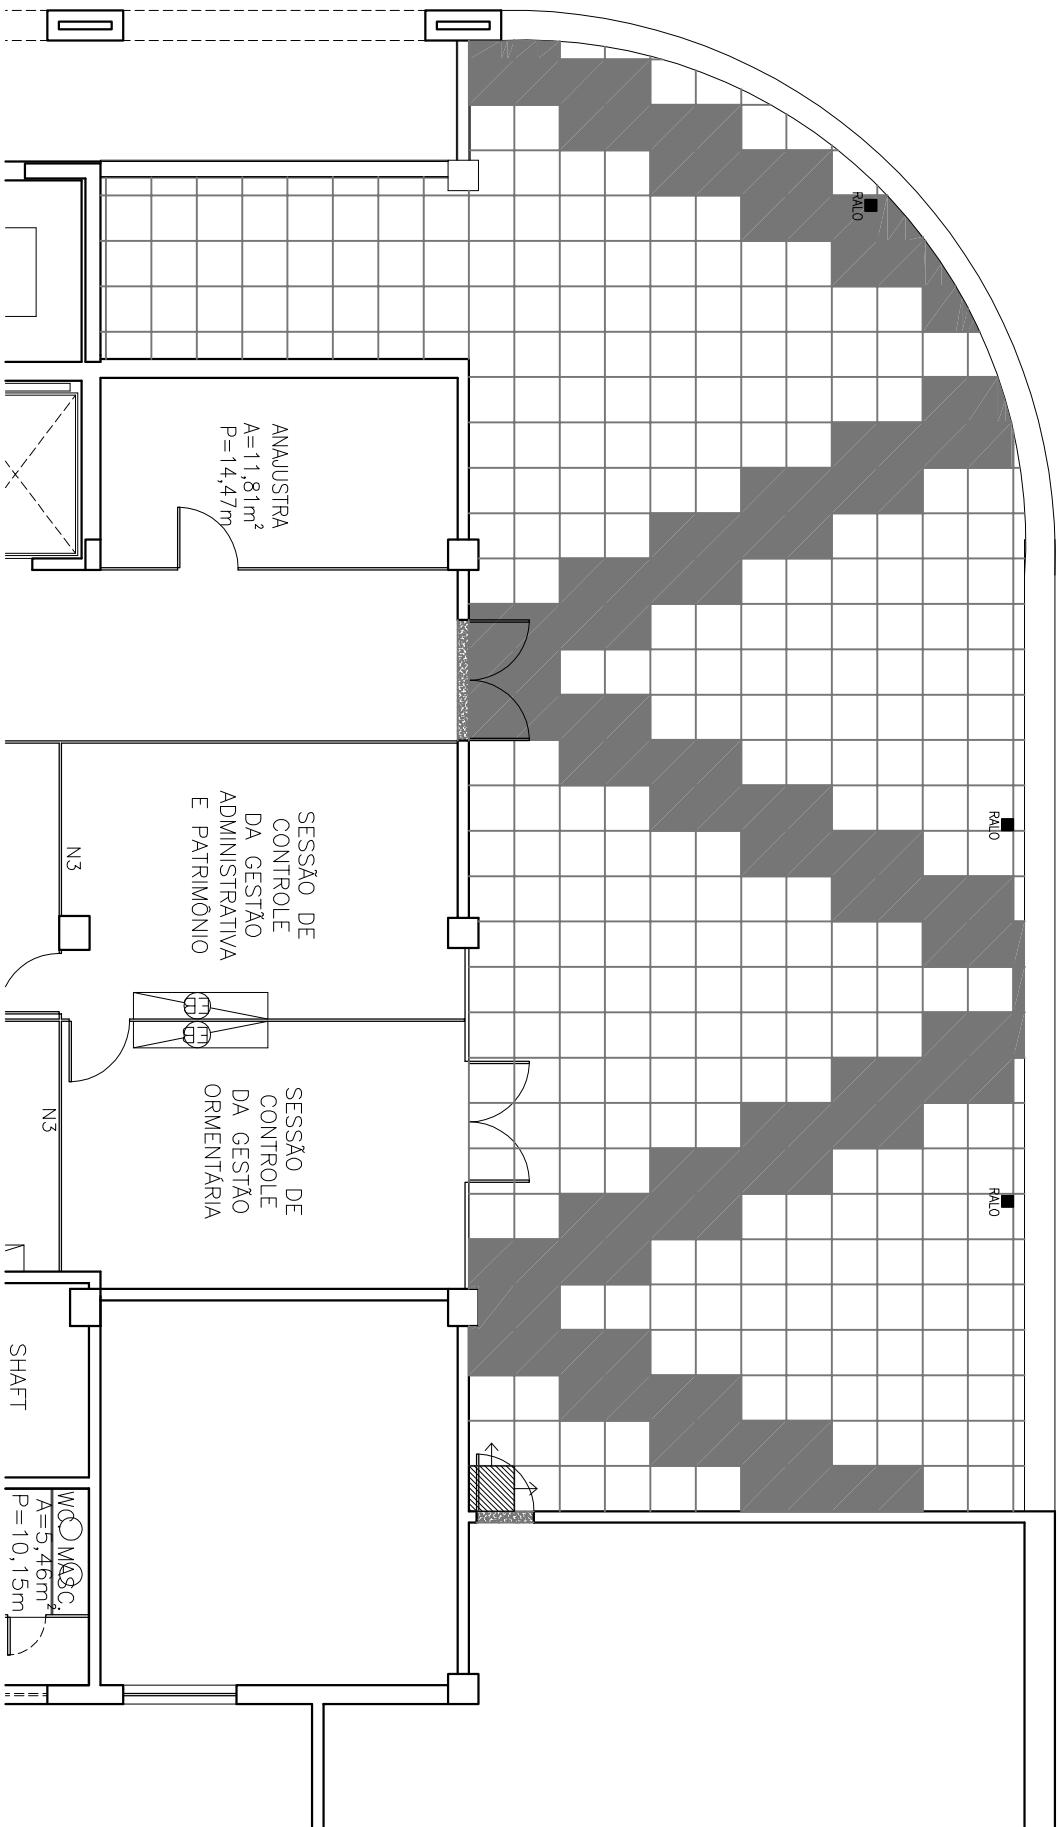 RALO
ANAJUSTRA
A=11,81m²
P=14,47m
SESSÃO DE
CONTROLE
DA GESTÃO
ADMINISTRATIVA
E PATRIMÔNIO
N3
RALO
SESSÃO DE
CONTROLE
DA GESTÃO
ORMENTÁRIA
N3
RALO
SHAFT
WC. MASC.
A=5,46m²
P=10,15m